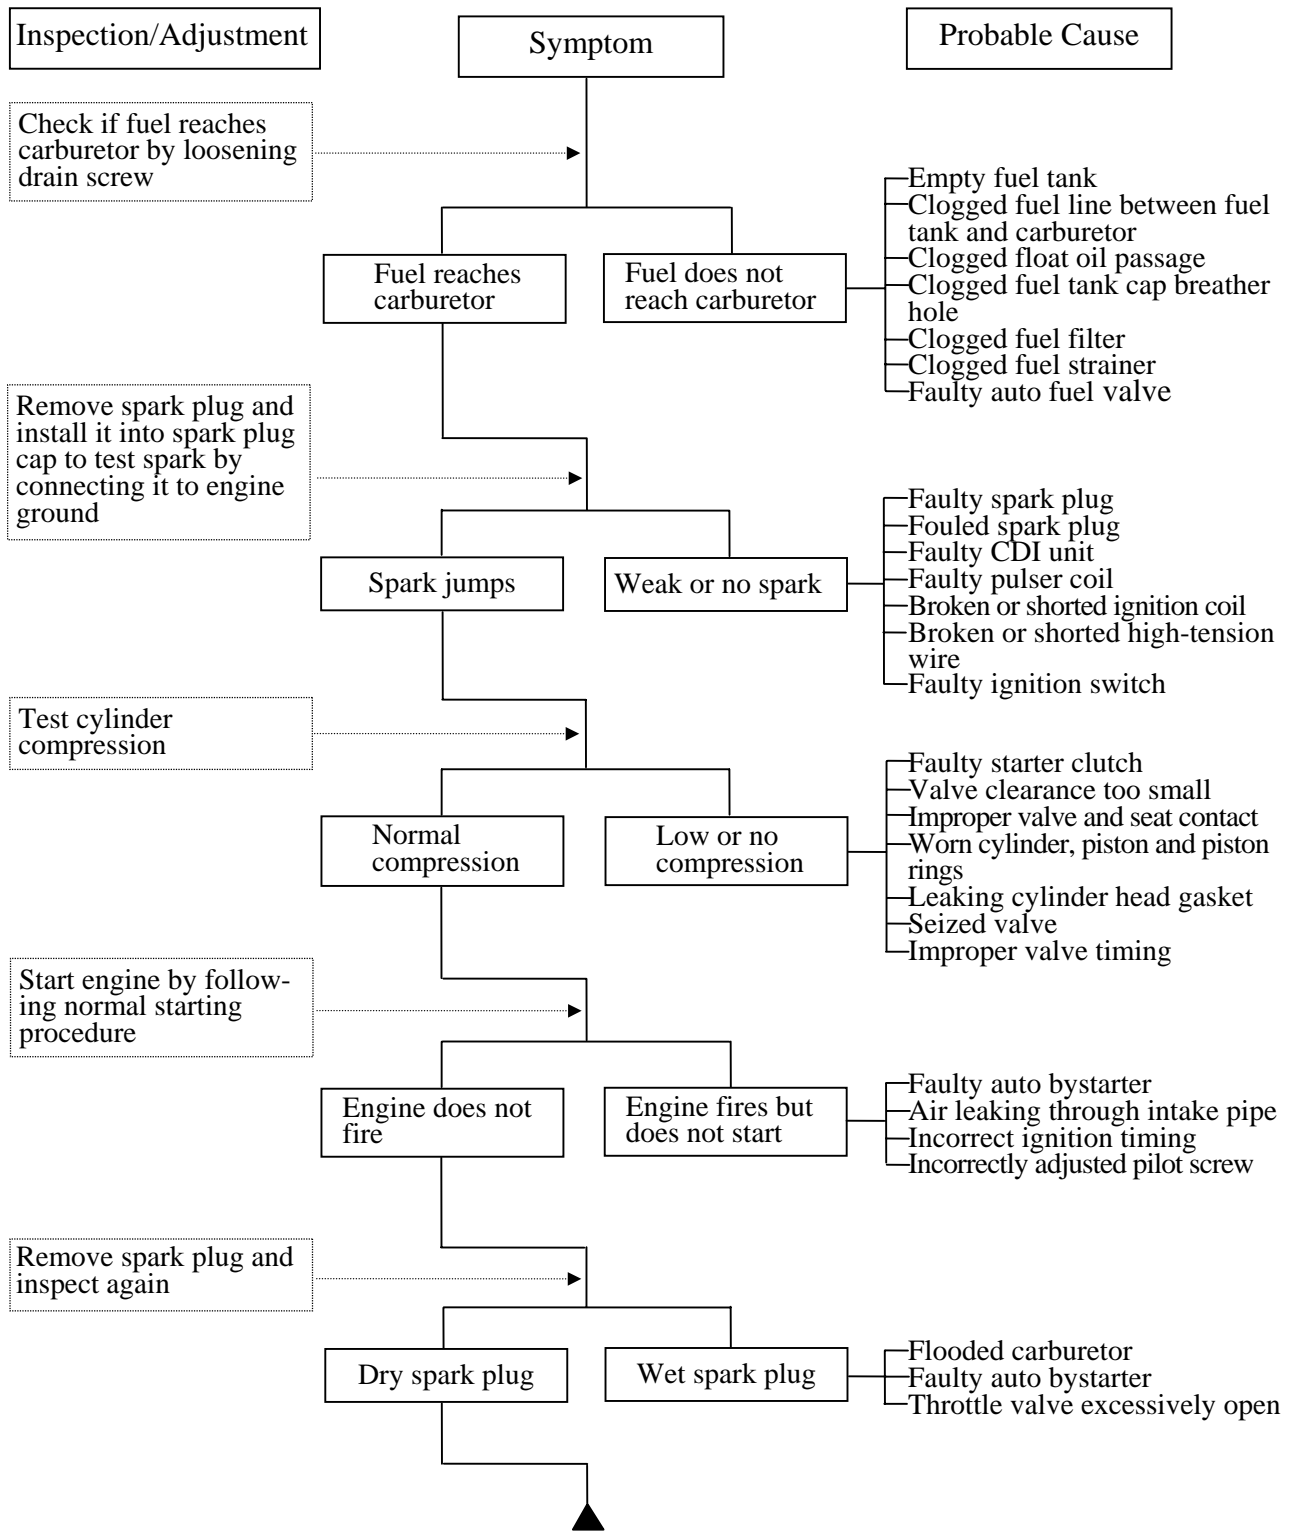 Inspection/Adjustment
Symptom
Probable Cause
Check if fuel reaches
carburetor by loosening
drain screw
Fuel reaches
carburetor
Fuel does not
reach carburetor
Empty fuel tank
Clogged fuel line between fuel
tank and carburetor
Clogged float oil passage
Clogged fuel tank cap breather
hole
Clogged fuel filter
Clogged fuel strainer
Faulty auto fuel valve
Remove spark plug and
install it into spark plug
cap to test spark by
connecting it to engine
ground
Spark jumps
Weak or no spark
Faulty spark plug
Fouled spark plug
Faulty CDI unit
Faulty pulser coil
Broken or shorted ignition coil
Broken or shorted high-tension
wire
Faulty ignition switch
Test cylinder
compression
Normal
compression
Low or no
compression
Faulty starter clutch
Valve clearance too small
Improper valve and seat contact
Worn cylinder, piston and piston
rings
Leaking cylinder head gasket
Seized valve
Improper valve timing
Start engine by follow-
ing normal starting
procedure
Engine does not
fire
Engine fires but
does not start
Faulty auto bystarter
Air leaking through intake pipe
Incorrect ignition timing
Incorrectly adjusted pilot screw
Remove spark plug and
inspect again
Dry spark plug
Wet spark plug
Flooded carburetor
Faulty auto bystarter
Throttle valve excessively open